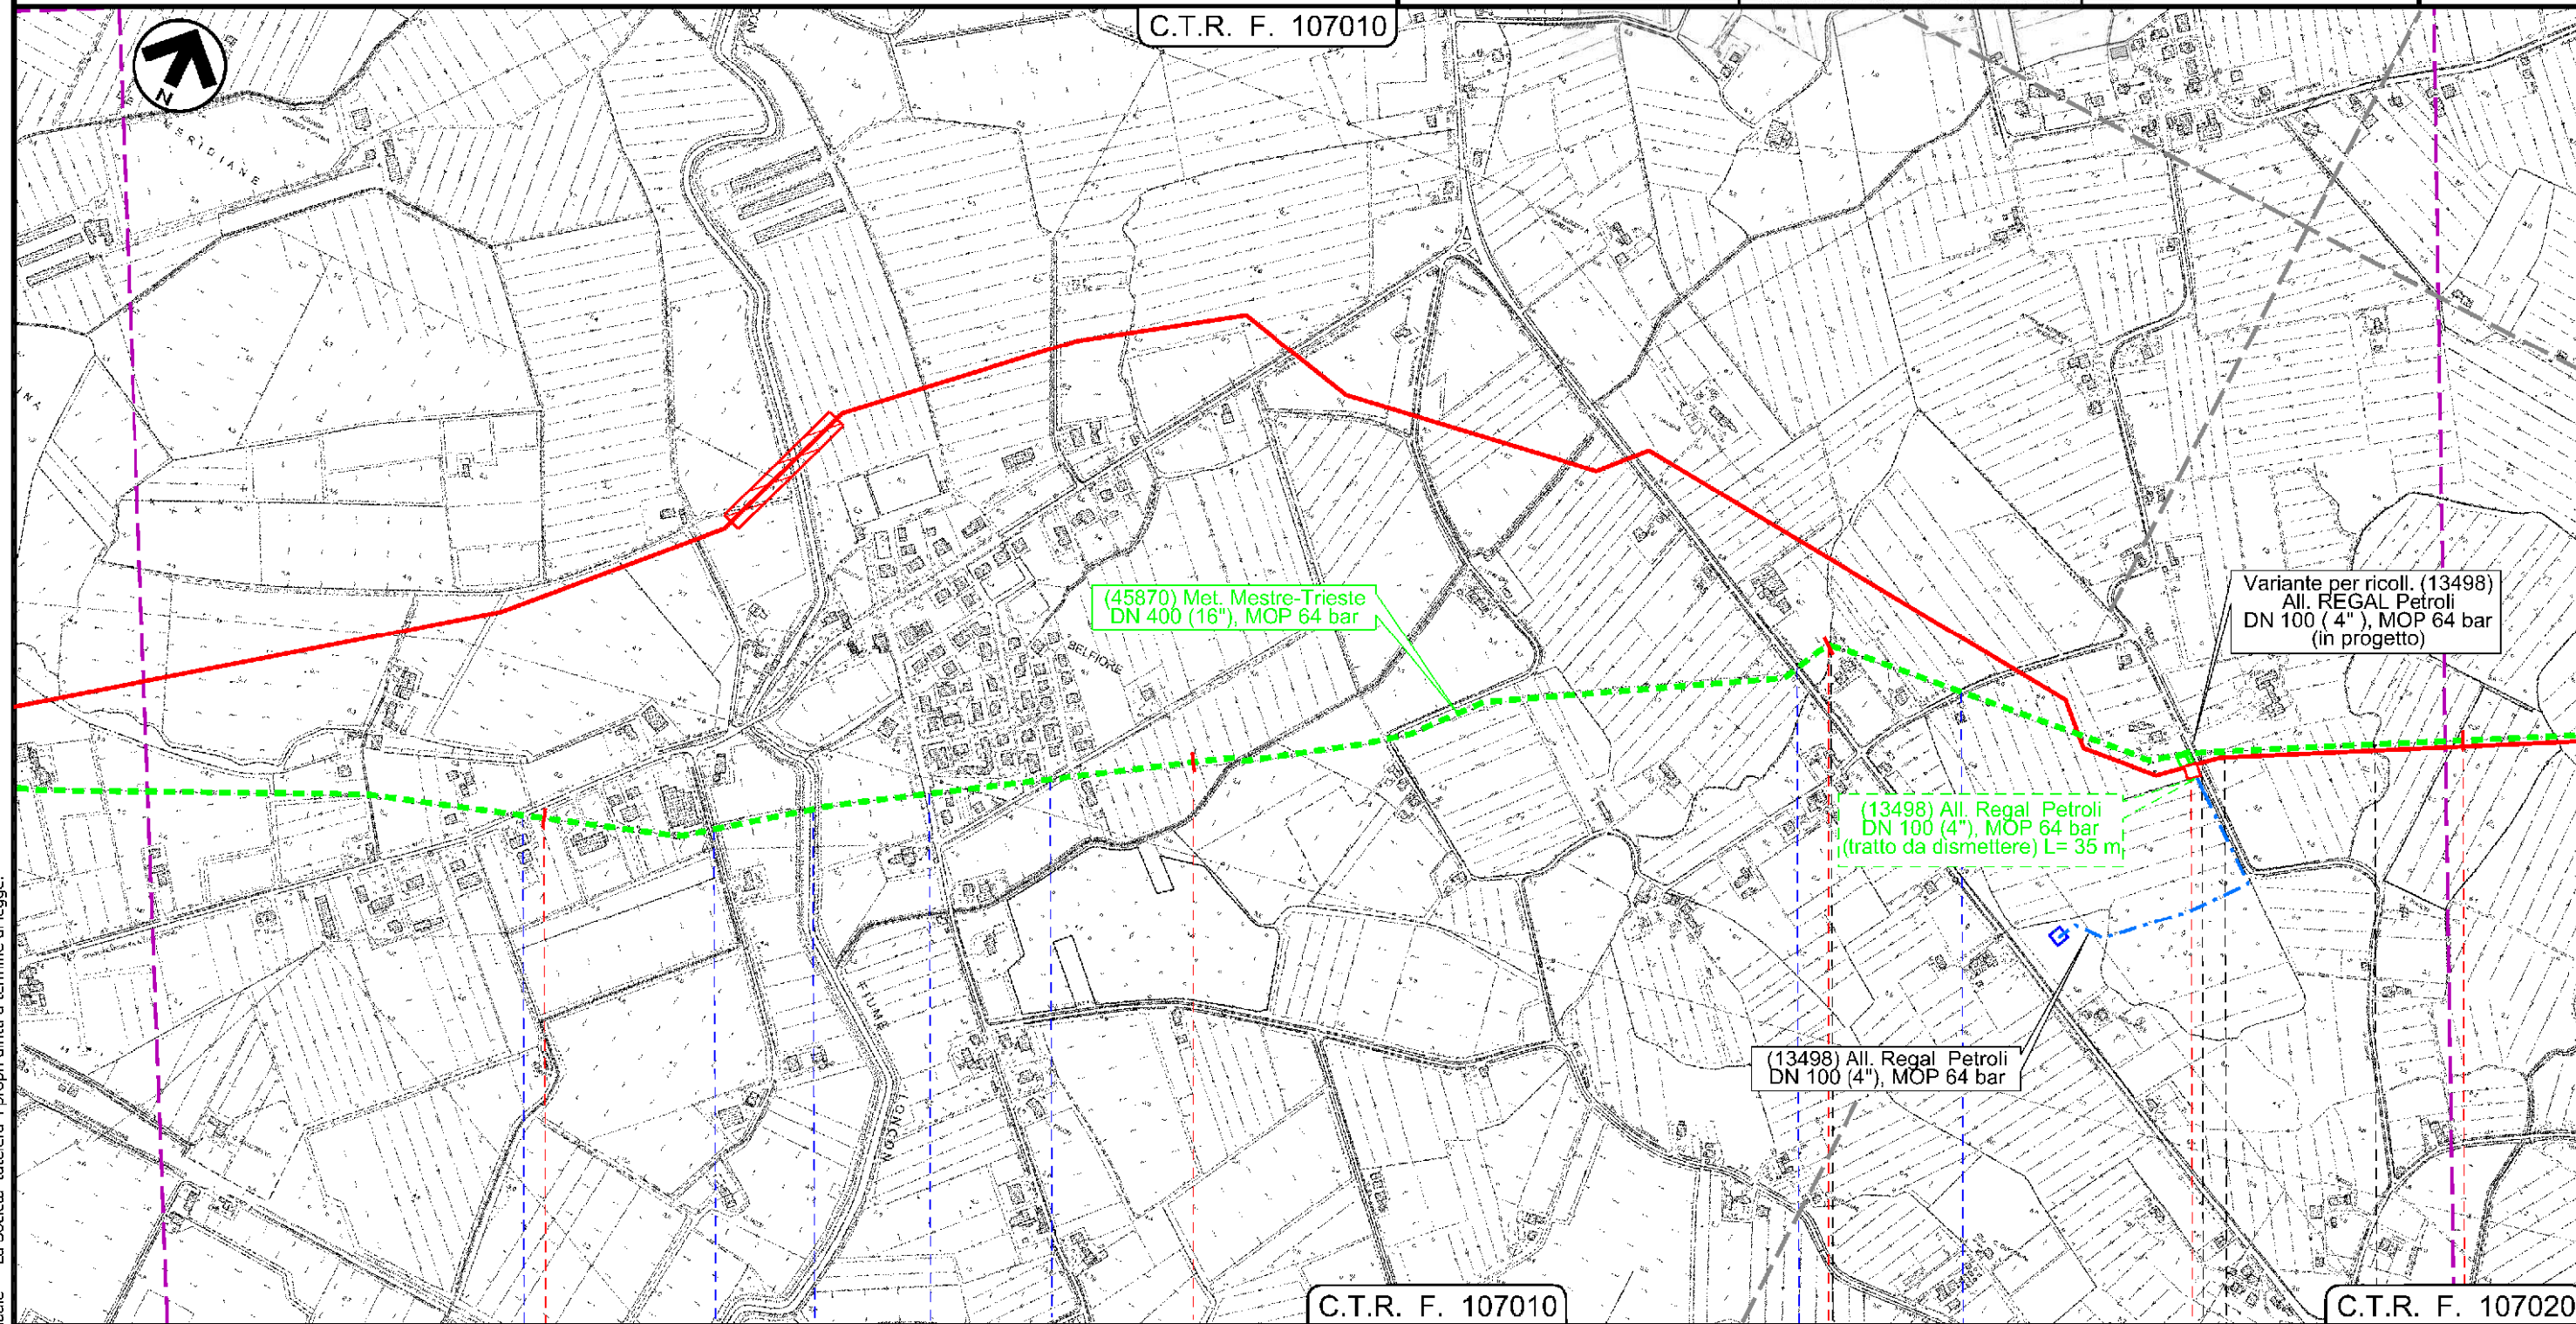 C.T.R. F. 107010
N
BELFIORE
(45870) Met. Mestre-Trieste
DN 400 (16"), MOP 64 bar
Variante per ricoll. (13498)
All. REGAL Petroli
DN 100 ( 4" ), MOP 64 bar
(in progetto)
(13498) All. Regal Petroli
DN 100 (4"), MOP 64 bar
(tratto da dismettere) L= 35 m
FIUME
LONCON
(13498) All. Regal Petroli
DN 100 (4"), MOP 64 bar
C.T.R. F. 107010
C.T.R. F. 107020